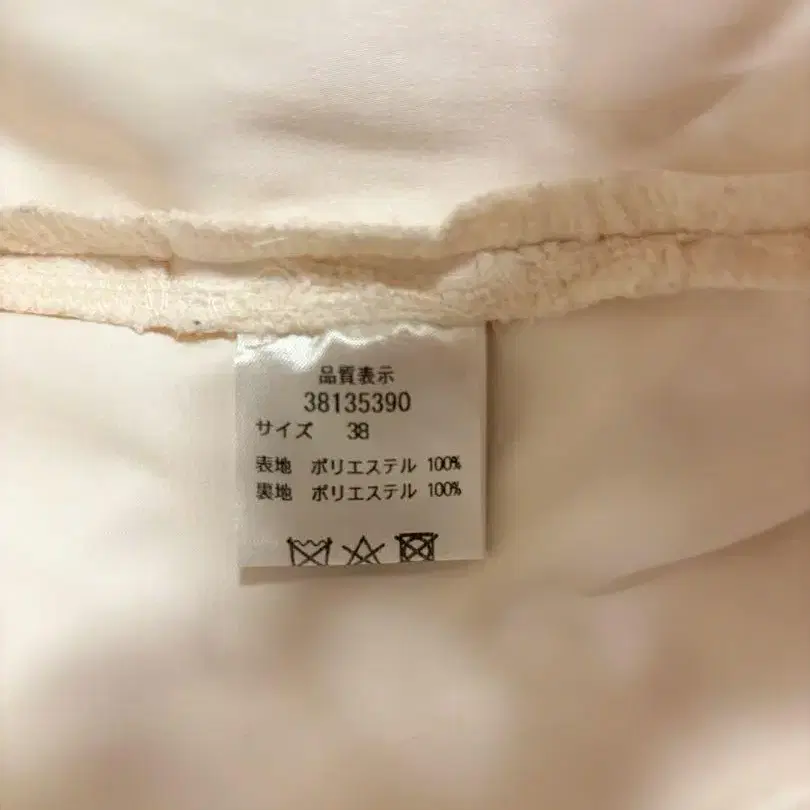 品質表示
38135390
サイズ 38
表地 ポリエステル 100%
裏地 ポリエステル 100%